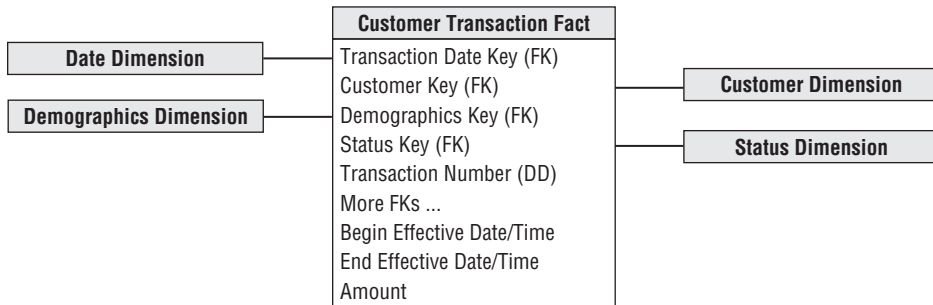 Customer Transaction Fact
Date Dimension
Transaction Date Key (FK)
Customer Key (FK)
Customer Dimension
Demographics Dimension
Demographics Key (FK)
Status Key (FK)
Status Dimension
Transaction Number (DD)
More FKs ...
Begin Effective Date/Time
End Effective Date/Time
Amount